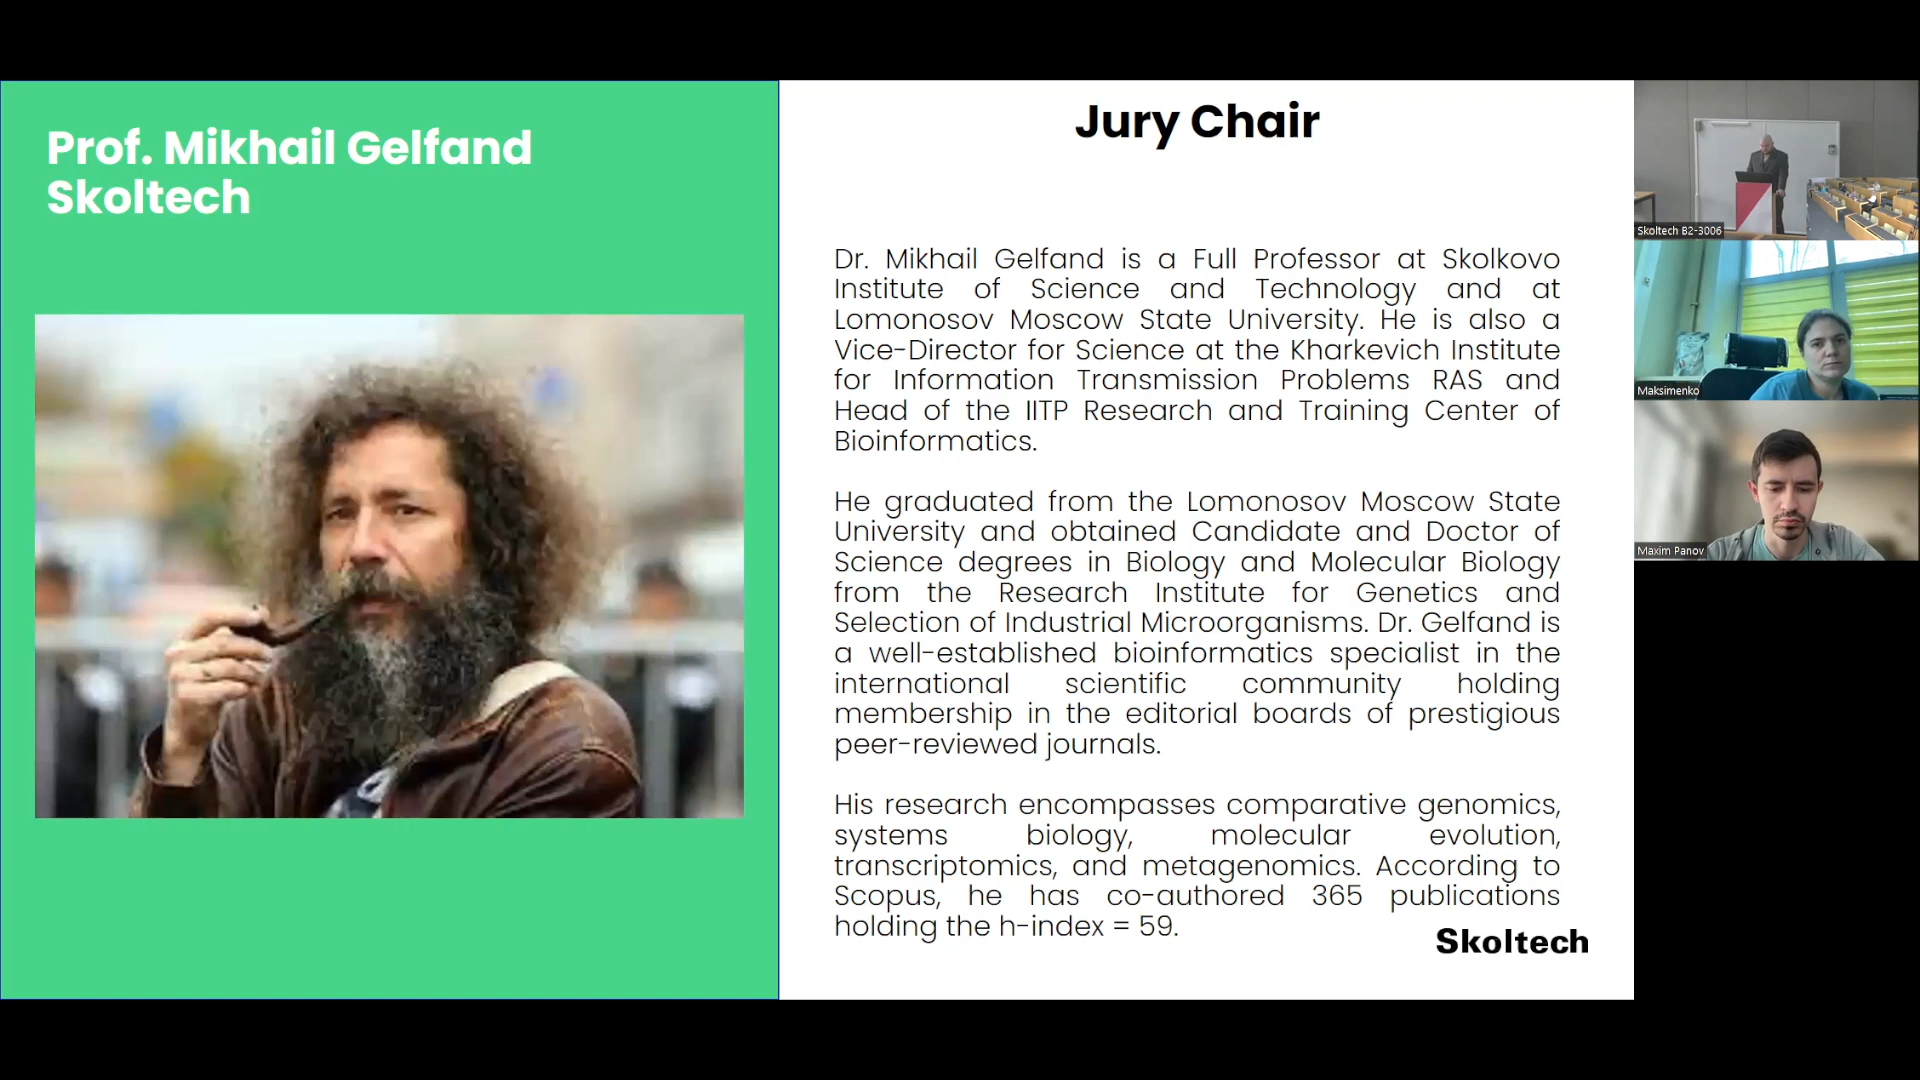 Prof. Mikhail Gelfand
Skoltech
Jury Chair
Dr. Mikhail Gelfand is a Full Professor at Skolkovo
Institute of Science and Technology and at
Lomonosov Moscow State University. He is also a
Vice-Director for Science at the Kharkevich Institute
for Information Transmission Problems RAS and
Head of the IITP Research and Training Center of
Bioinformatics.
He graduated from the Lomonosov Moscow State
University and obtained Candidate and Doctor of
Science degrees in Biology and Molecular Biology
from the Research Institute for Genetics and
Selection of Industrial Microorganisms. Dr. Gelfand is
a well-established bioinformatics specialist in the
international scientific community holding
membership in the editorial boards of prestigious
peer-reviewed journals.
His research encompasses comparative genomics,
systems biology, molecular evolution,
transcriptomics, and metagenomics. According to
Scopus, he has co-authored 365 publications
holding the h-index = 59.
Skoltech
Skoltech B2-3006
Maksimenko
Maxim Panov